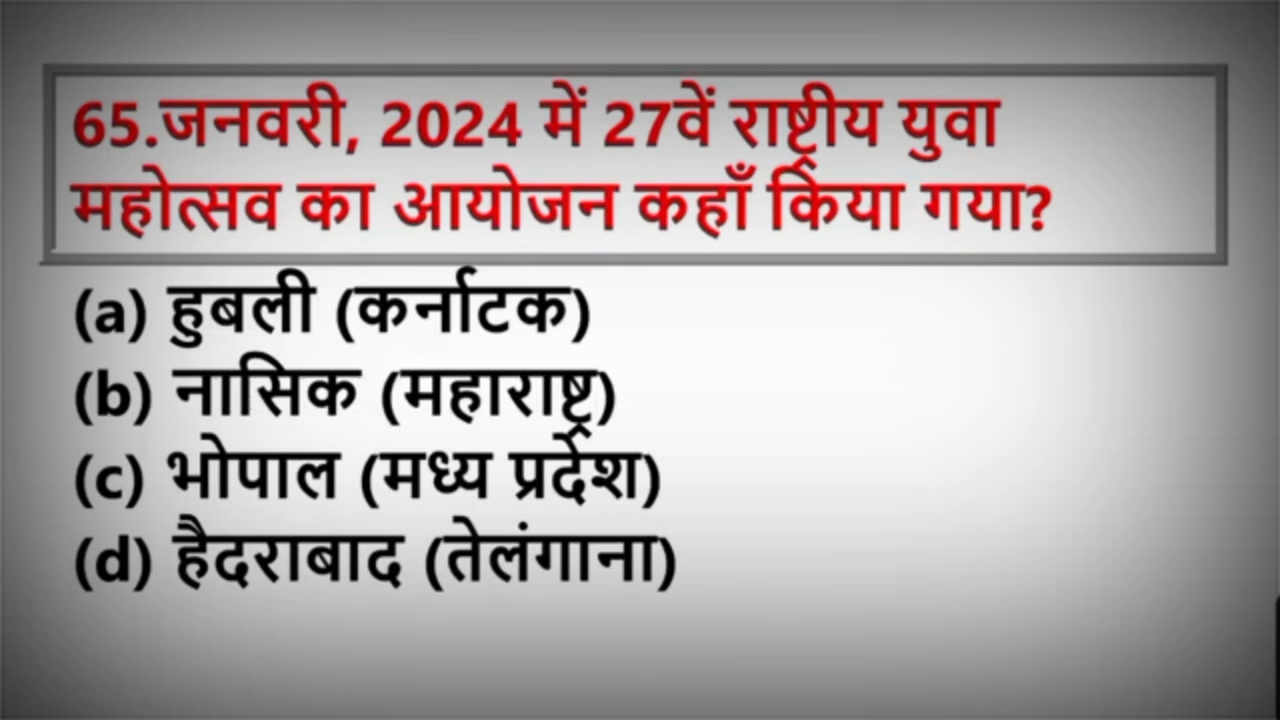 65.जनवरी, 2024 में 27वें राष्ट्रीय युवा
महोत्सव का आयोजन कहाँ किया गया?
(a) हुबली (कर्नाटक)
(b) नासिक (महाराष्ट्र)
(c) भोपाल (मध्य प्रदेश)
(d) हैदराबाद (तेलंगाना)